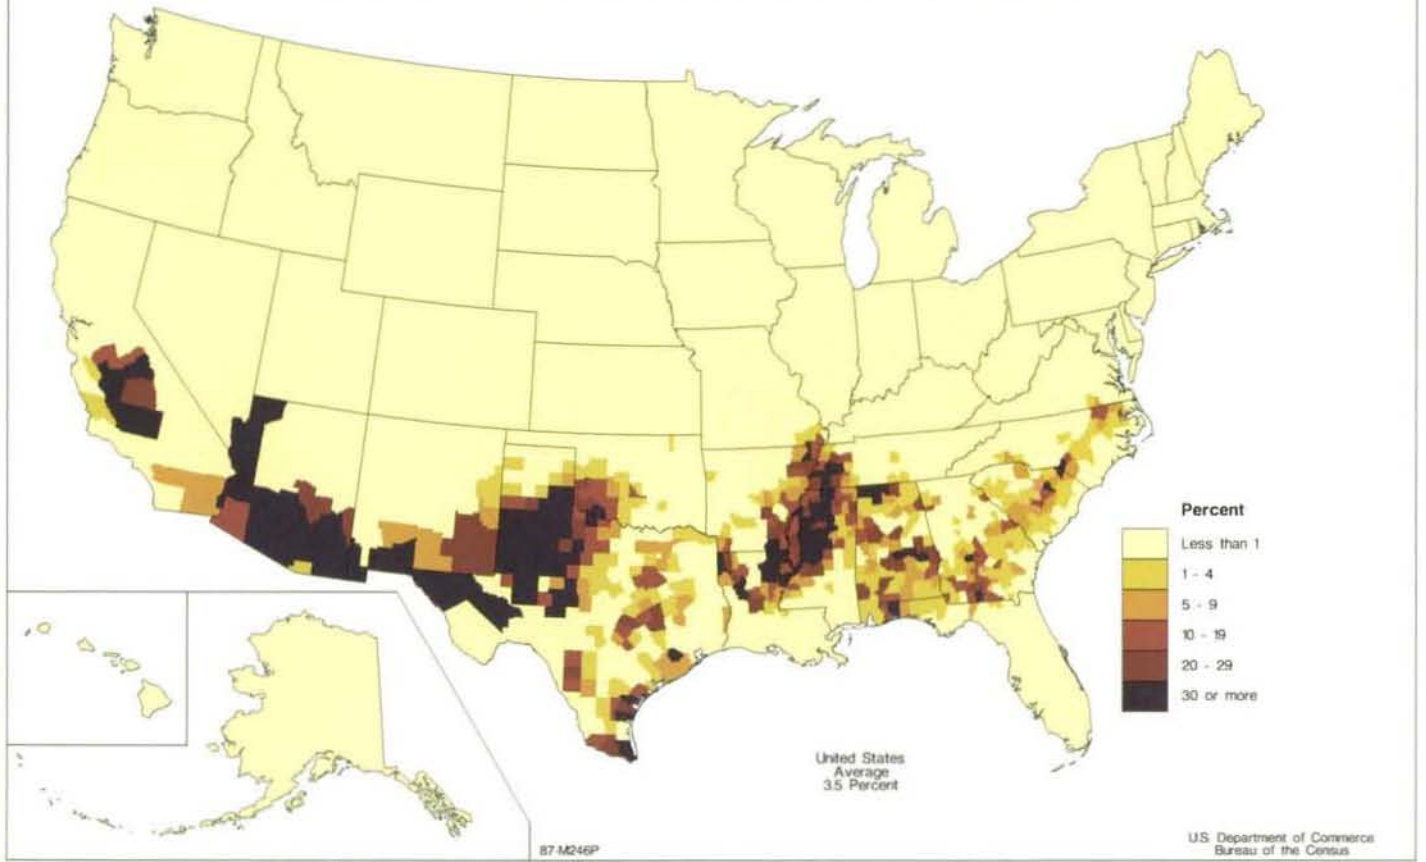 Percent
Less than 1
1 - 4
5 - 9
10 - 19
20 - 29
30 or more
United States
Average
3.5 Percent
87-M246P
U.S. Department of Commerce
Bureau of the Census